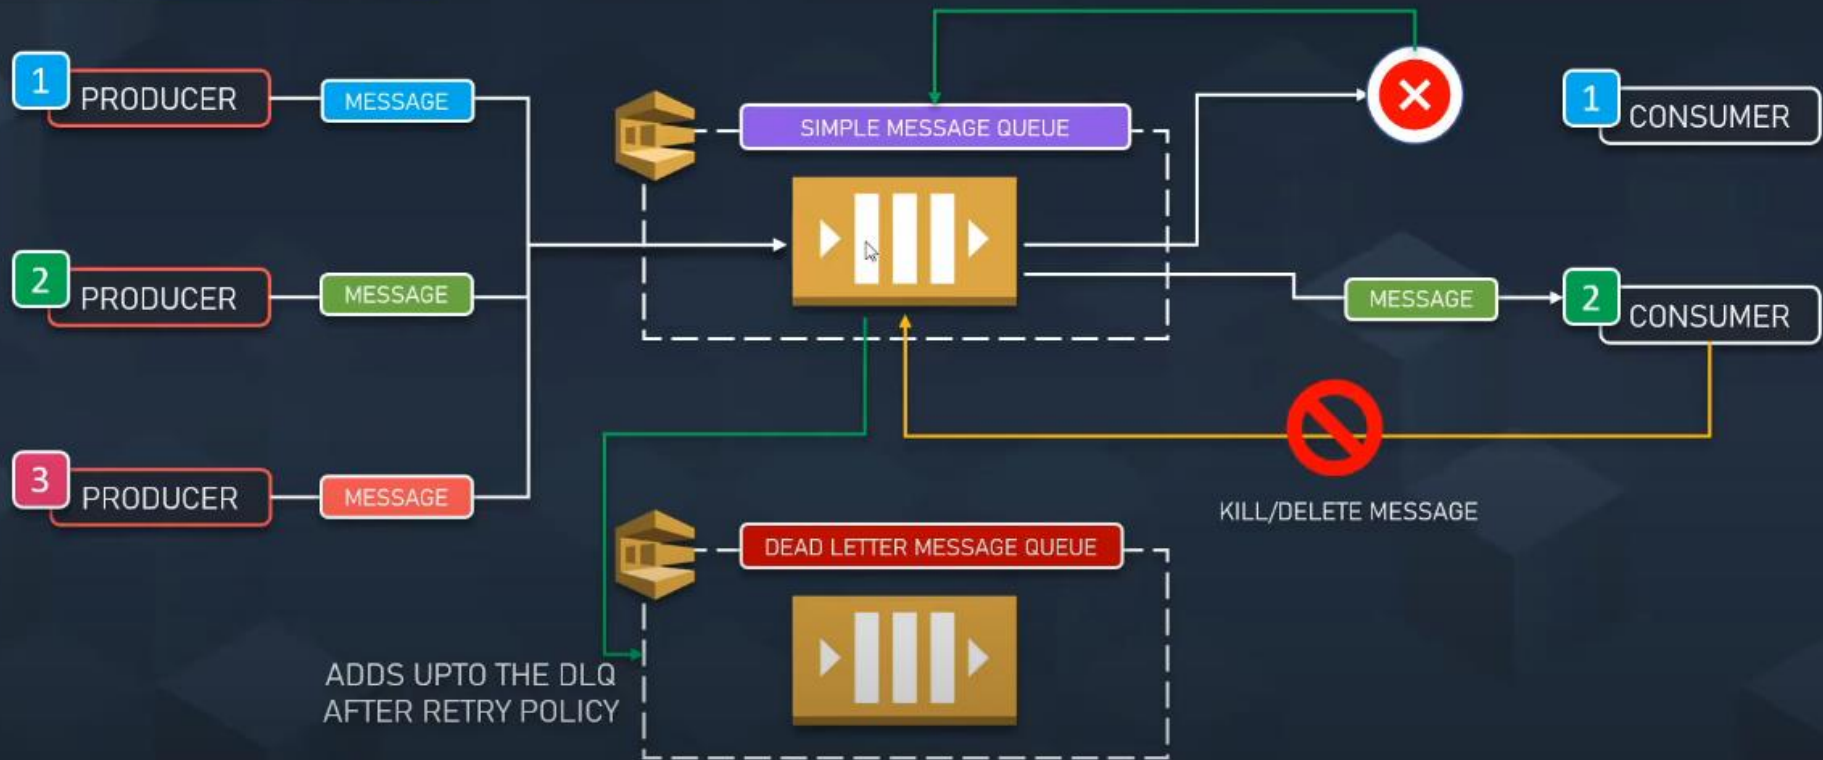 1
PRODUCER
MESSAGE
SIMPLE MESSAGE QUEUE
1
CONSUMER
2
PRODUCER
MESSAGE
MESSAGE
2
CONSUMER
3
PRODUCER
MESSAGE
KILL/DELETE MESSAGE
DEAD LETTER MESSAGE QUEUE
ADDS UPTO THE DLQ
AFTER RETRY POLICY